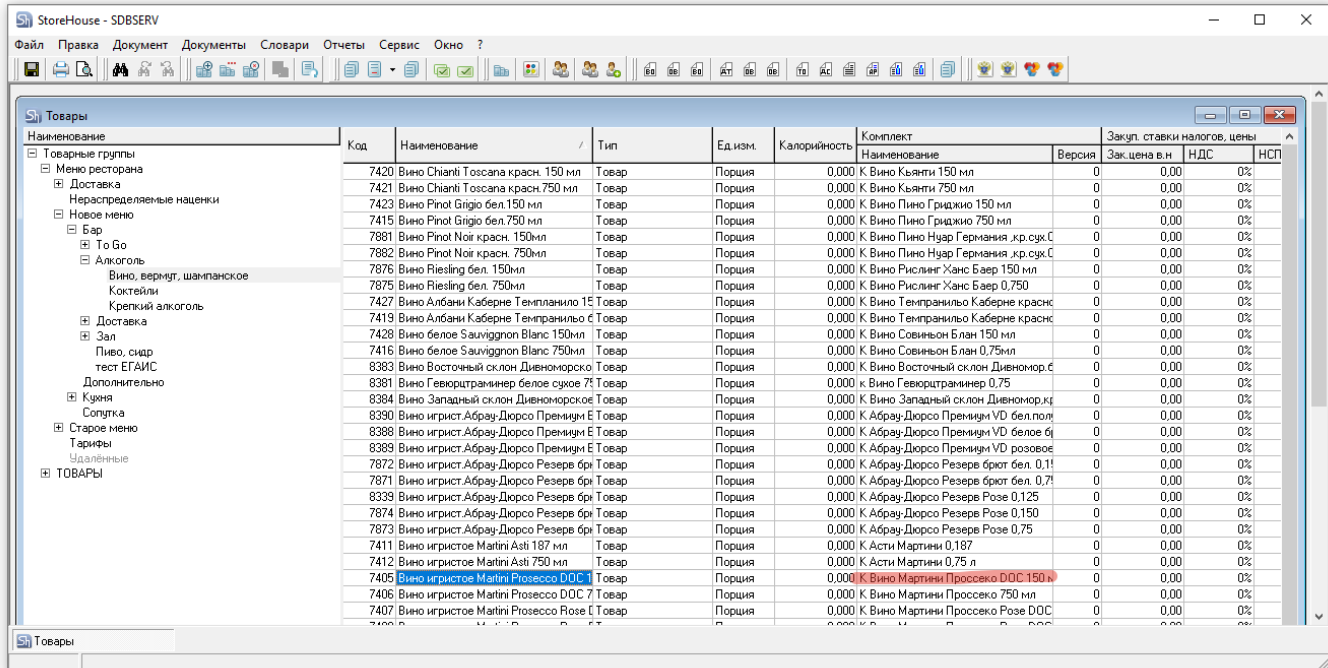 StoreHouse - SDBSERV
Файл Правка Документ Документы Словари Отчеты Сервис Окно ?
Товары
Наименование
Товарные группы
Меню ресторана
Доставка
Нераспределяемые наценки
Новое меню
Бар
To Go
Алкоголь
Вино, вермут, шампанское
Коктейли
Крепкий алкоголь
Доставка
Зал
Пиво, сидр
тест ЕГАИС
Дополнительно
Кухня
Сопутка
Старое меню
Тарифы
Удалённые
ТОВАРЫ
Код Наименование Тип Ед.изм. Калорийность Комплект Закуп. ставки налогов, цены
Наименование Версия Зак.цена в.н НДС НСП
7420 Вино Chianti Toscana красн. 150 мл Товар Порция 0,000 К Вино Кьянти 150 мл 0 0,00 0%
7421 Вино Chianti Toscana красн.750 мл Товар Порция 0,000 К Вино Кьянти 750 мл 0 0,00 0%
7423 Вино Pinot Grigio бел.150 мл Товар Порция 0,000 К Вино Пино Гриджио 150 мл 0 0,00 0%
7415 Вино Pinot Grigio бел.750 мл Товар Порция 0,000 К Вино Пино Гриджио 750 мл 0 0,00 0%
7881 Вино Pinot Noir красн. 150мл Товар Порция 0,000 К Вино Пино Нуар Германия ,кр.сух. 0 0,00 0%
7882 Вино Pinot Noir красн. 750мл Товар Порция 0,000 К Вино Пино Нуар Германия ,кр.сух. 0 0,00 0%
7876 Вино Riesling бел. 150мл Товар Порция 0,000 К Вино Рислинг Ханс Баер 150 мл 0 0,00 0%
7875 Вино Riesling бел. 750мл Товар Порция 0,000 К Вино Рислинг Ханс Баер 0,750 0 0,00 0%
7427 Вино Албани Каберне Темпланило 15 Товар Порция 0,000 К Вино Темпранильо Каберне красно 0 0,00 0%
7419 Вино Албани Каберне Темпранильо б Товар Порция 0,000 К Вино Темпранильо Каберне красно 0 0,00 0%
7428 Вино белое Sauviggnon Blanc 150мл Товар Порция 0,000 К Вино Совиньон Блан 150 мл 0 0,00 0%
7416 Вино белое Sauviggnon Blanc 750мл Товар Порция 0,000 К Вино Совиньон Блан 0,75мл 0 0,00 0%
8383 Вино Восточный склон Дивноморско Товар Порция 0,000 К Вино Восточный склон Дивномор.б 0 0,00 0%
8381 Вино Гевюрцтраминер белое сухое 75 Товар Порция 0,000 к Вино Гевюрцтраминер 0,75 0 0,00 0%
8384 Вино Западный склон Дивноморское Товар Порция 0,000 К Вино Западный склон Дивномор,кр 0 0,00 0%
8390 Вино игрист.Абрау-Дюрсо Премиум Товар Порция 0,000 К Абрау-Дюрсо Премиум VD бел.пол 0 0,00 0%
8388 Вино игрист.Абрау-Дюрсо Премиум Товар Порция 0,000 К Абрау-Дюрсо Премиум VD белое б 0 0,00 0%
8389 Вино игрист.Абрау-Дюрсо Премиум Товар Порция 0,000 К Абрау-Дюрсо Премиум VD розовое 0 0,00 0%
7872 Вино игрист.Абрау-Дюрсо Резерв бр Товар Порция 0,000 К Абрау-Дюрсо Резерв брют бел. 0,1 0 0,00 0%
7871 Вино игрист.Абрау-Дюрсо Резерв бр Товар Порция 0,000 К Абрау-Дюрсо Резерв брют бел. 0,7 0 0,00 0%
8339 Вино игрист.Абрау-Дюрсо Резерв бр Товар Порция 0,000 К Абрау-Дюрсо Резерв Розе 0,125 0 0,00 0%
7874 Вино игрист.Абрау-Дюрсо Резерв бр Товар Порция 0,000 К Абрау-Дюрсо Резерв Розе 0,150 0 0,00 0%
7873 Вино игрист.Абрау-Дюрсо Резерв бр Товар Порция 0,000 К Абрау-Дюрсо Резерв Розе 0,75 0 0,00 0%
7411 Вино игристое Martini Asti 187 мл Товар Порция 0,000 К Асти Мартини 0,187 0 0,00 0%
7412 Вино игристое Martini Asti 750 мл Товар Порция 0,000 К Асти Мартини 0,75 л 0 0,00 0%
7405 Вино игристое Martini Prosecco DOC 1 Товар Порция 0,000 К Вино Мартини Проссеко DOC 150 м 0 0,00 0%
7406 Вино игристое Martini Prosecco DOC 7 Товар Порция 0,000 К Вино Мартини Проссеко 750 мл 0 0,00 0%
7407 Вино игристое Martini Prosecco Rose Товар Порция 0,000 К Вино Мартини Проссеко Розе DOC 0 0,00 0%
Товары